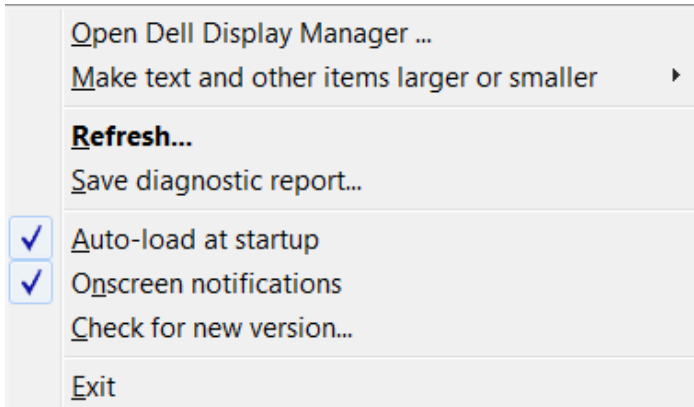 Open Dell Display Manager ...
Make text and other items larger or smaller
Refresh...
Save diagnostic report...
Auto-load at startup
Onscreen notifications
Check for new version...
Exit